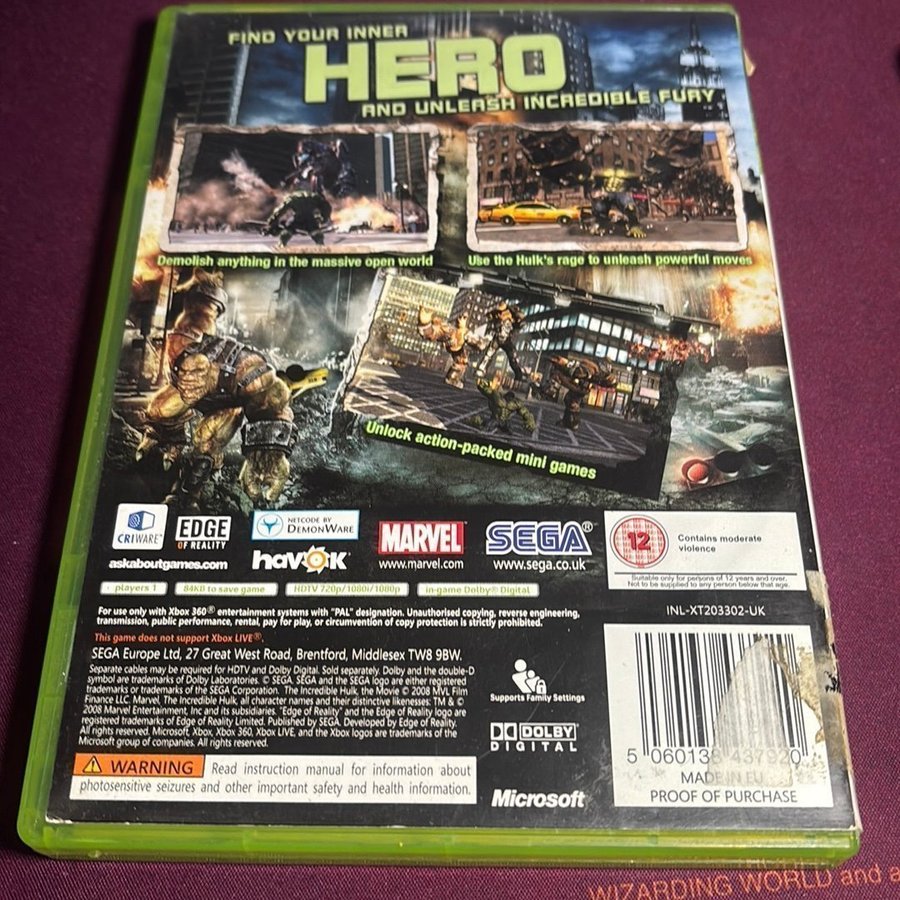 FIND YOUR INNER
HERO
AND UNLEASH INCREDIBLE FURY
Demolish anything in the massive open world
Use the Hulk's rage to unleash powerful moves
Unlock action-packed mini games
CRIWARE™
EDGE
OF REALITY
NETCODE BY
DEMONWARE
havok
MARVEL
www.marvel.com
SEGA®
www.sega.co.uk
askaboutgames.com
12
Contains moderate
violence
Suitable only for persons of 12 years and over.
Not to be supplied to any person below that age.
players 1
84KB to save game
HDTV 720p/1080i/1080p
in-game Dolby® Digital
INL-XT203302-UK
For use only with Xbox 360® entertainment systems with "PAL" designation. Unauthorised copying, reverse engineering,
transmission, public performance, rental, pay for play, or circumvention of copy protection is strictly prohibited.
This game does not support Xbox LIVE®.
SEGA Europe Ltd, 27 Great West Road, Brentford, Middlesex TW8 9BW.
Separate cables may be required for HDTV and Dolby Digital. Sold separately. Dolby and the double-D
symbol are trademarks of Dolby Laboratories. © SEGA. SEGA and the SEGA logo are either registered
trademarks or trademarks of the SEGA Corporation. The Incredible Hulk, the Movie © 2008 MVL Film
Finance LLC. Marvel, The Incredible Hulk, all character names and their distinctive likenesses: TM & ©
2008 Marvel Entertainment, Inc and its subsidiaries. "Edge of Reality" and the Edge of Reality logo are
registered trademarks of Edge of Reality Limited. Published by SEGA. Developed by Edge of Reality.
All rights reserved. Microsoft, Xbox, Xbox 360, Xbox LIVE, and the Xbox logos are trademarks of the
Microsoft group of companies. All rights reserved.
Supports Family Settings
DOLBY
DIGITAL
WARNING Read instruction manual for information about
photosensitive seizures and other important safety and health information.
Microsoft
5 060138 437920
MADE IN EU
PROOF OF PURCHASE
WIZARDING WORLD and a